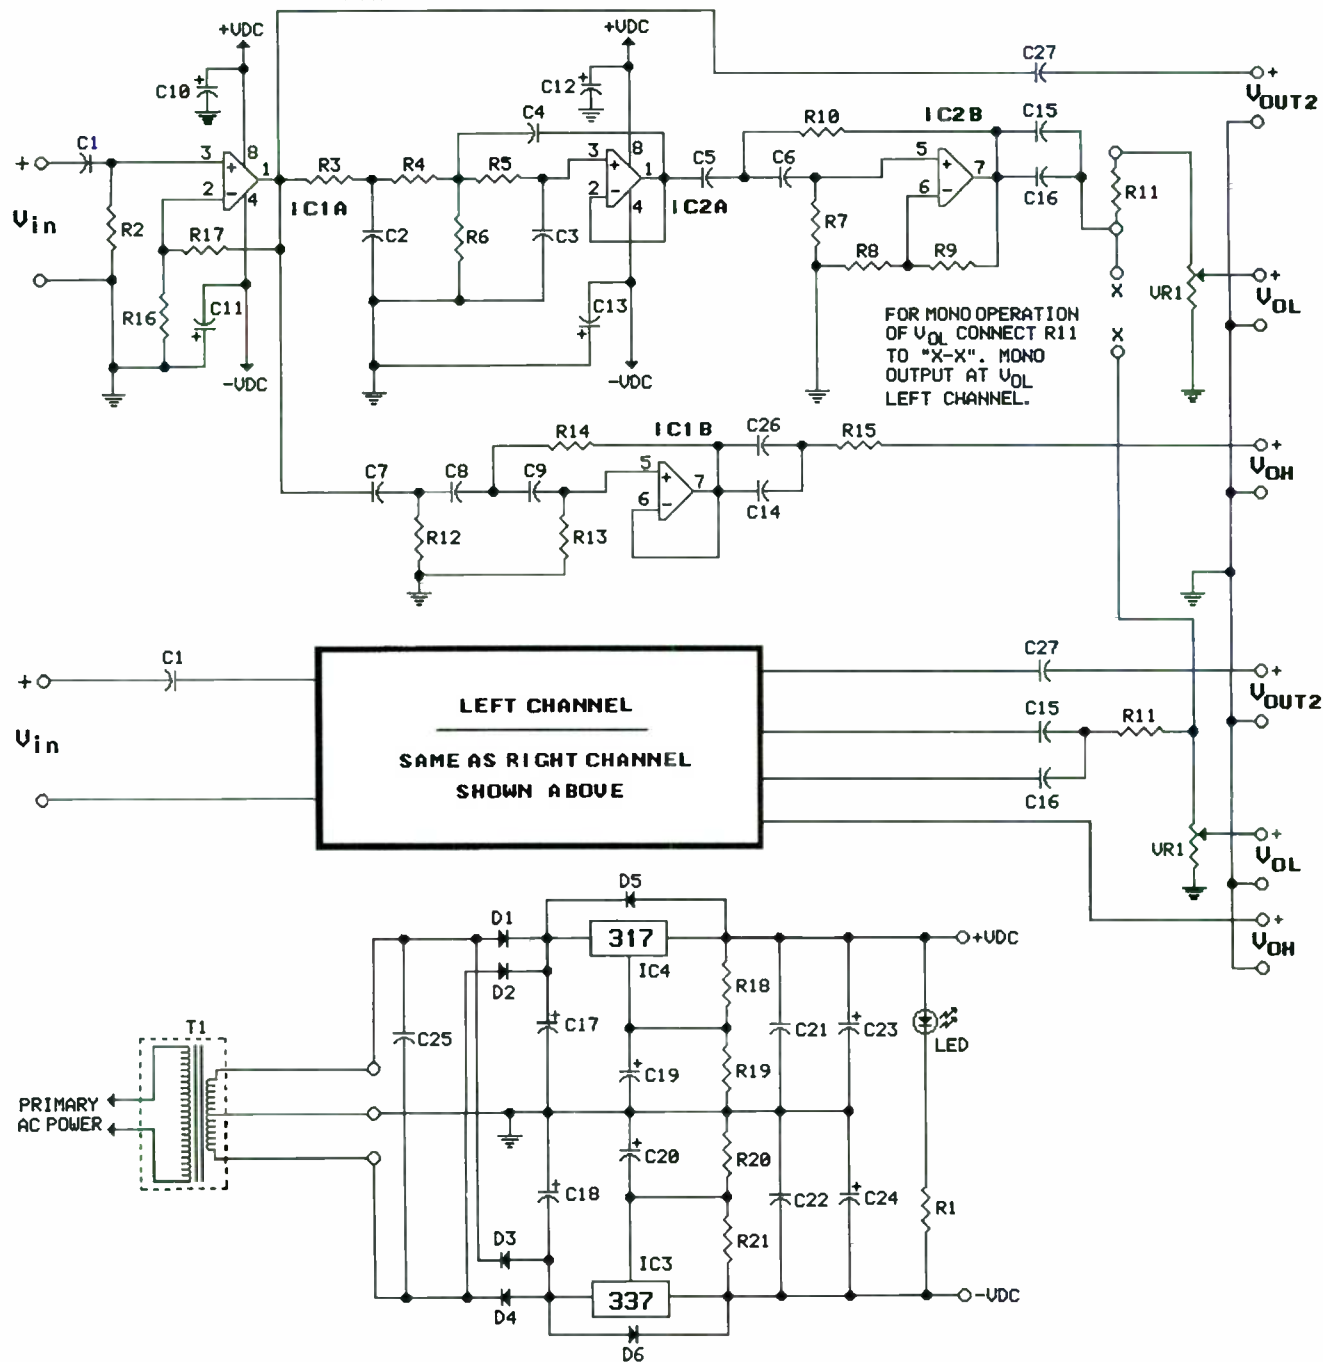 +VDC
+VDC
C27
+
VOUT2
C10
+
C12
+
C4
R10
IC2B
C15
C1
+
3
8
1
2
4
+
−
R3
R4
R5
3
8
1
2
4
+
−
C5
C6
5
6
7
+
−
C16
R11
IC1A
IC2A
Vin
R2
R17
C2
R6
C3
R7
R8
R9
+
VOL
VR1
X
X
R16
C11
+
C13
+
-VDC
-VDC
FOR MONO OPERATION
OF VOL CONNECT R11
TO "X-X". MONO
OUTPUT AT VOL
LEFT CHANNEL.
R14
IC1B
C26
R15
+
VOH
C7
C8
C9
5
6
7
+
−
C14
R12
R13
C1
+
Vin
LEFT CHANNEL
SAME AS RIGHT CHANNEL
SHOWN ABOVE
C27
+
VOUT2
C15
R11
C16
VR1
+
VOL
+
VOH
D5
D1
317
+VDC
IC4
D2
R18
T1
C25
+
C17
C21
+
C23
LED
+
C19
R19
PRIMARY
AC POWER
+
C20
R20
+
C18
C22
+
C24
R1
D3
R21
IC3
337
-VDC
D4
D6